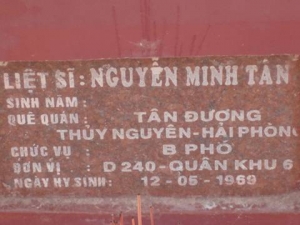 LIỆT SĨ: NGUYỄN MINH TÂN
SINH NĂM:
QUÊ QUÁN: TÂN DƯƠNG
THỦY NGUYÊN-HẢI PHÒNG
CHỨC VỤ: B PHÓ
ĐƠN VỊ: D 240-QUÂN KHU 6
NGÀY HY SINH: 12-05-1969